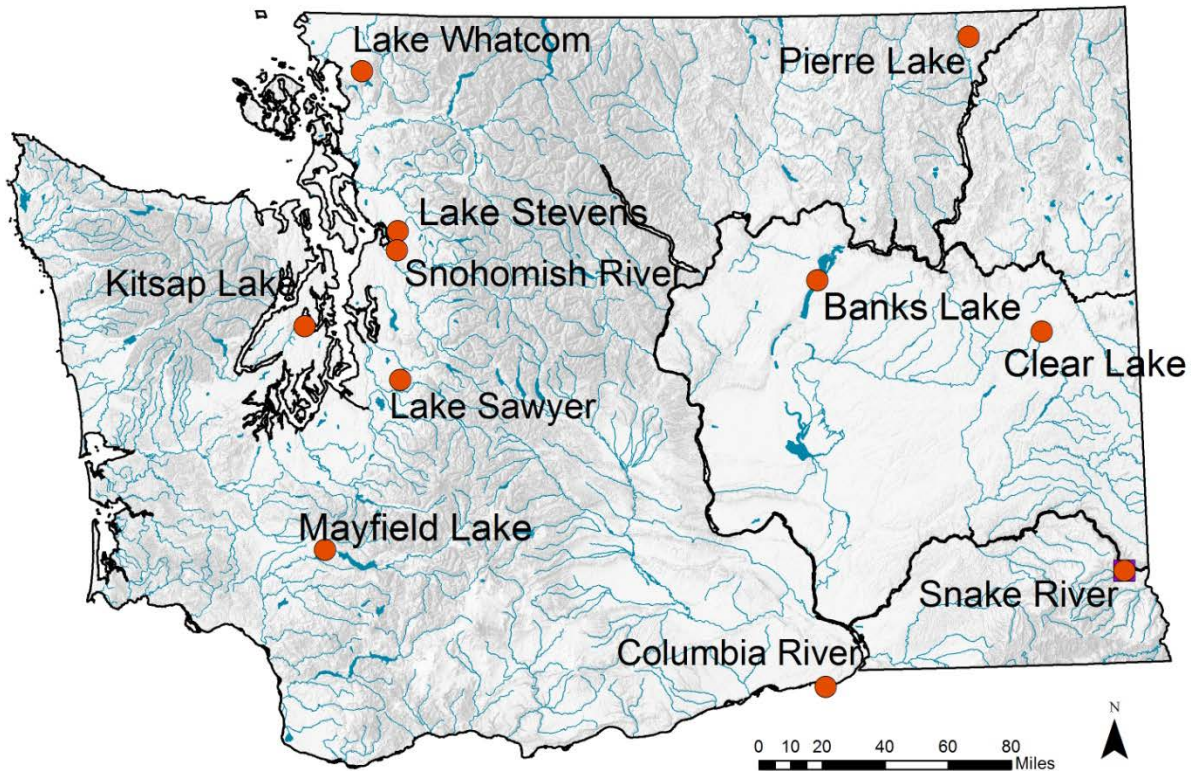 Lake Whatcom
Pierre Lake
Lake Stevens
Snohomish River
Kitsap Lake
Banks Lake
Clear Lake
Lake Sawyer
Mayfield Lake
Snake River
Columbia River
N
0 10 20 40 60 80
Miles